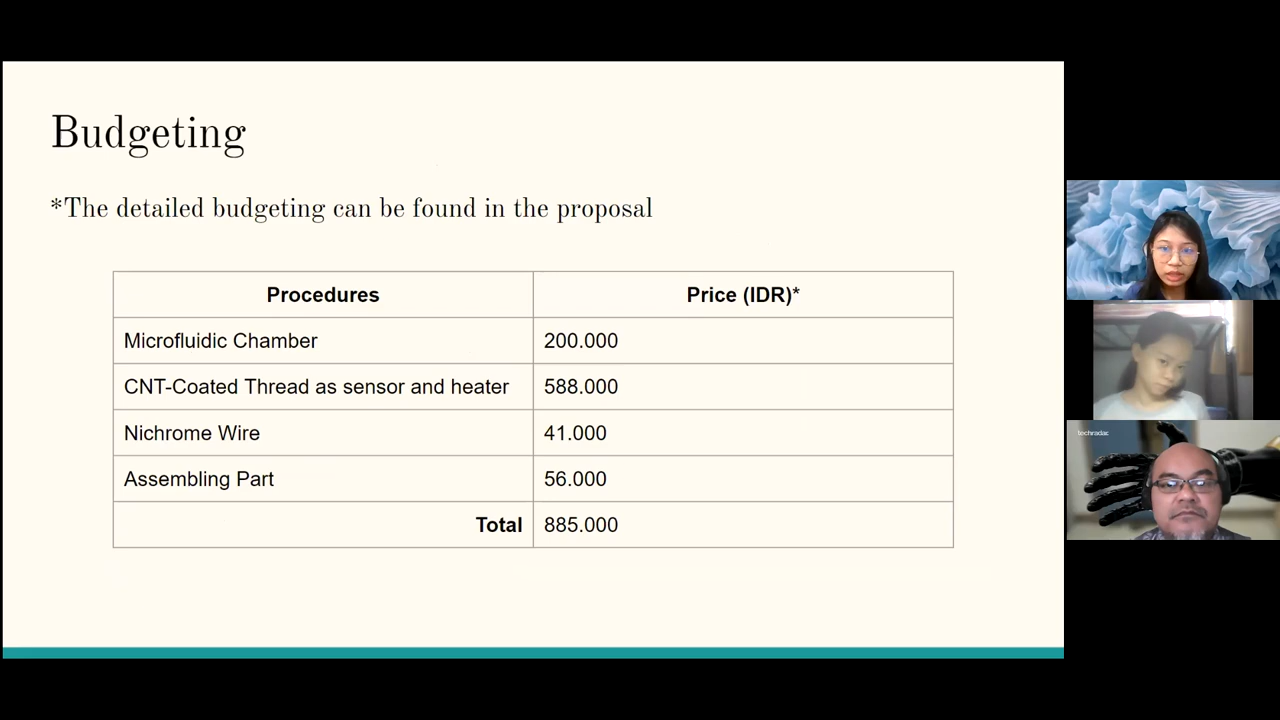 Budgeting
*The detailed budgeting can be found in the proposal
Procedures Price (IDR)*
Microfluidic Chamber 200.000
CNT-Coated Thread as sensor and heater 588.000
Nichrome Wire 41.000
Assembling Part 56.000
Total 885.000
techradar